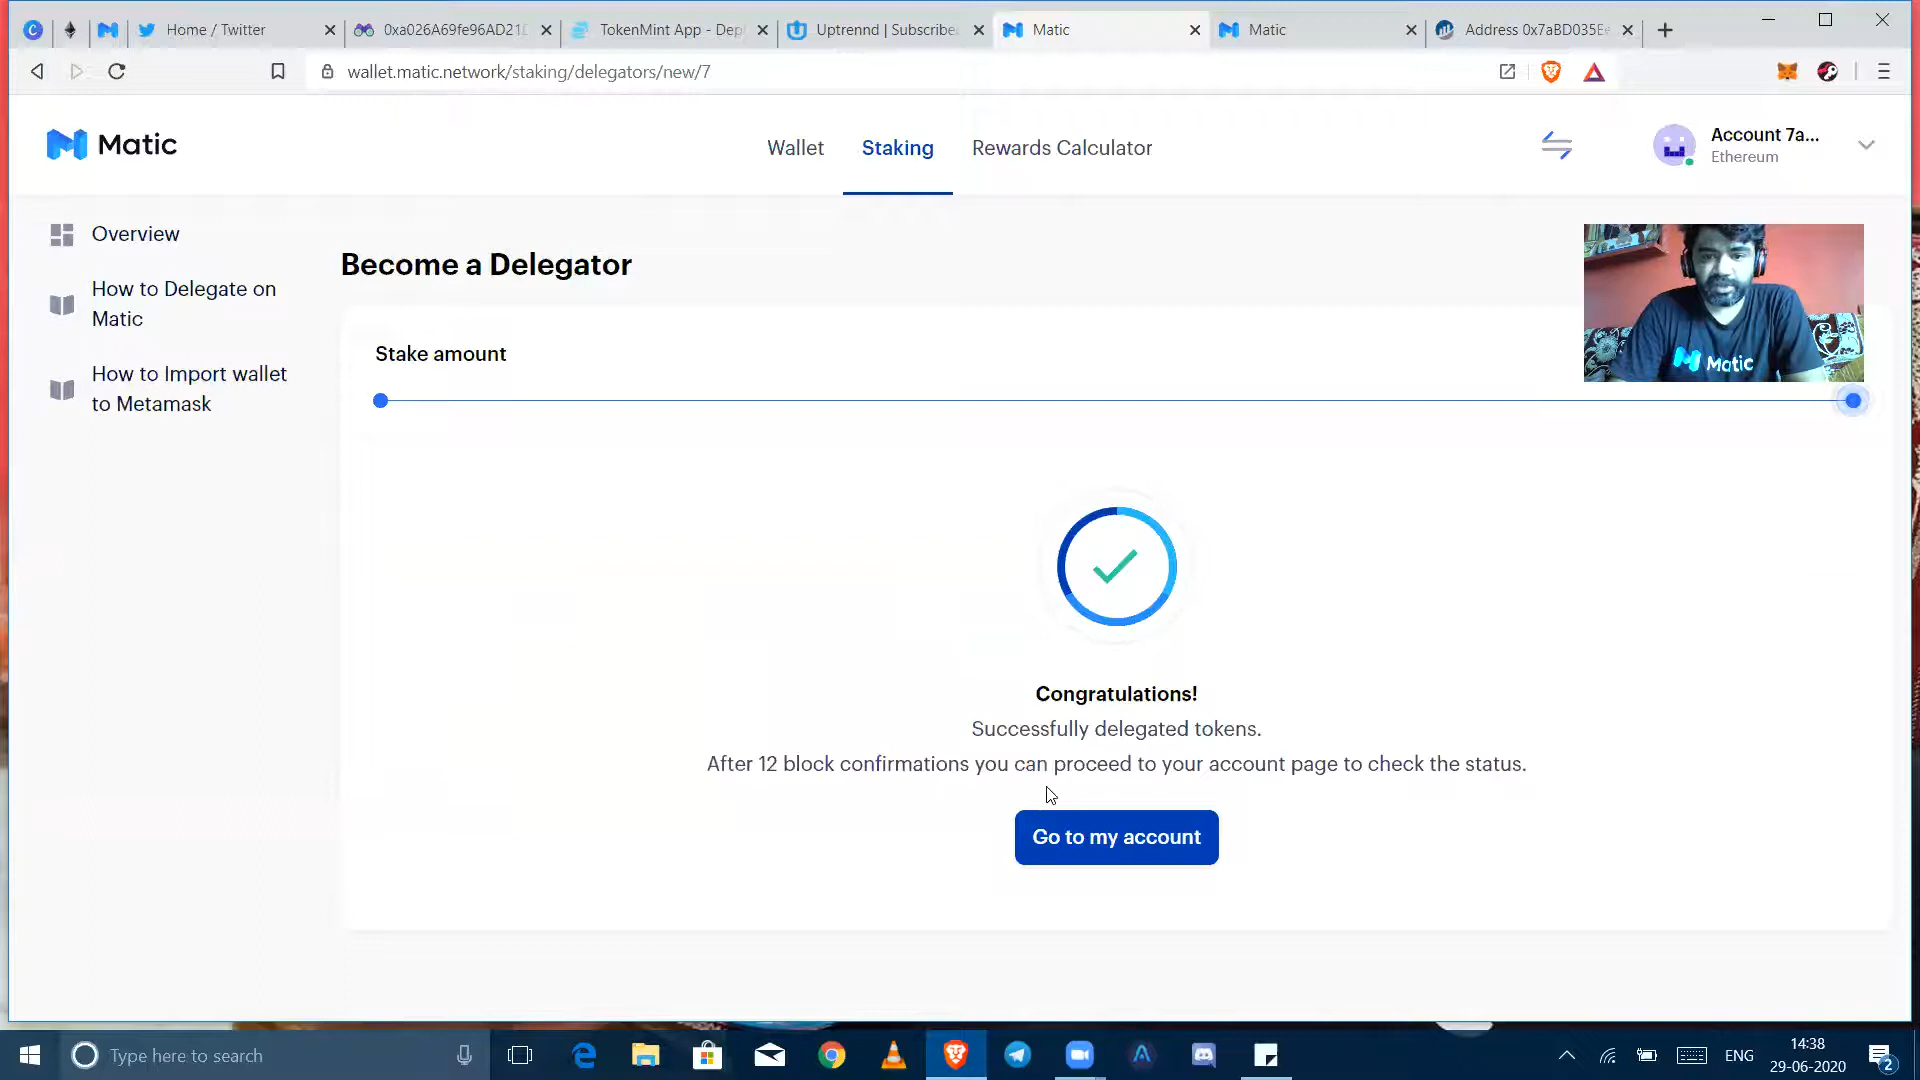 Home / Twitter
0xa026A69fe96AD21
TokenMint App - Dep
Uptrennd | Subscribe
Matic
Matic
Address 0x7aBD035E
wallet.matic.network/staking/delegators/new/7
Matic
Wallet
Staking
Rewards Calculator
Account 7a...
Ethereum
Overview
How to Delegate on
Matic
How to Import wallet
to Metamask
Become a Delegator
Stake amount
Matic
Congratulations!
Successfully delegated tokens.
After 12 block confirmations you can proceed to your account page to check the status.
Go to my account
Type here to search
ENG
14:38
29-06-2020
2